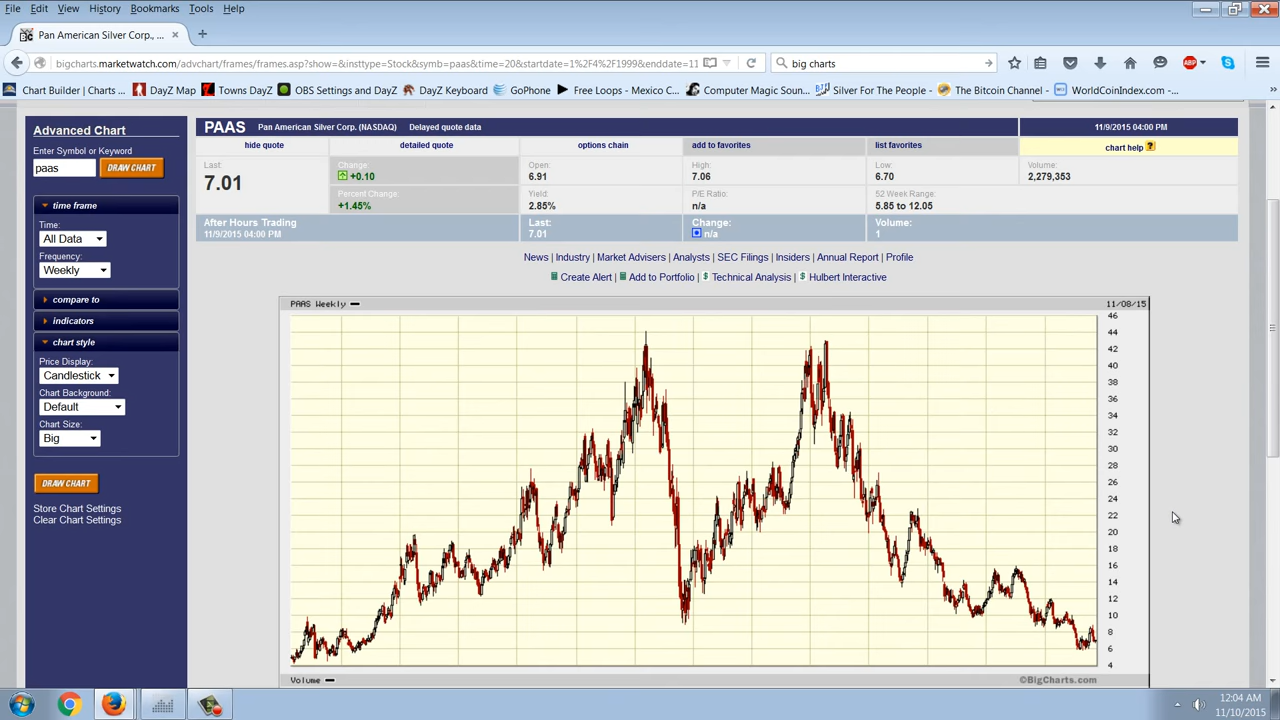 File Edit View History Bookmarks Tools Help
Pan American Silver Corp., ...
bigcharts.marketwatch.com/advchart/frames/frames.asp?show=&insttype=Stock&symb=paas&time=20&startdate=1%2F4%2F1999&enddate=11
big charts
ABP
Chart Builder | Charts ...
DayZ Map
Towns DayZ
OBS Settings and DayZ
DayZ Keyboard
GoPhone
Free Loops - Mexico C...
Computer Magic Soun...
Silver For The People - ...
The Bitcoin Channel - ...
WorldCoinIndex.com -...
Advanced Chart
Enter Symbol or Keyword
paas
DRAW CHART
time frame
Time:
All Data
Frequency:
Weekly
compare to
indicators
chart style
Price Display:
Candlestick
Chart Background:
Default
Chart Size:
Big
DRAW CHART
Store Chart Settings
Clear Chart Settings
PAAS Pan American Silver Corp. (NASDAQ) Delayed quote data 11/9/2015 04:00 PM
hide quote detailed quote options chain add to favorites list favorites chart help ?
Last: Change: Open: High: Low: Volume:
7.01 +0.10 6.91 7.06 6.70 2,279,353
Percent Change: Yield: P/E Ratio: 52 Week Range:
+1.45% 2.85% n/a 5.85 to 12.05
After Hours Trading Last: Change: Volume:
11/9/2015 04:00 PM 7.01 n/a 1
News | Industry | Market Advisers | Analysts | SEC Filings | Insiders | Annual Report | Profile
Create Alert | Add to Portfolio | $ Technical Analysis | $ Hulbert Interactive
PAAS Weekly 11/08/15
46
44
42
40
38
36
34
32
30
28
26
24
22
20
18
16
14
12
10
8
6
4
Volume ©BigCharts.com
12:04 AM
11/10/2015